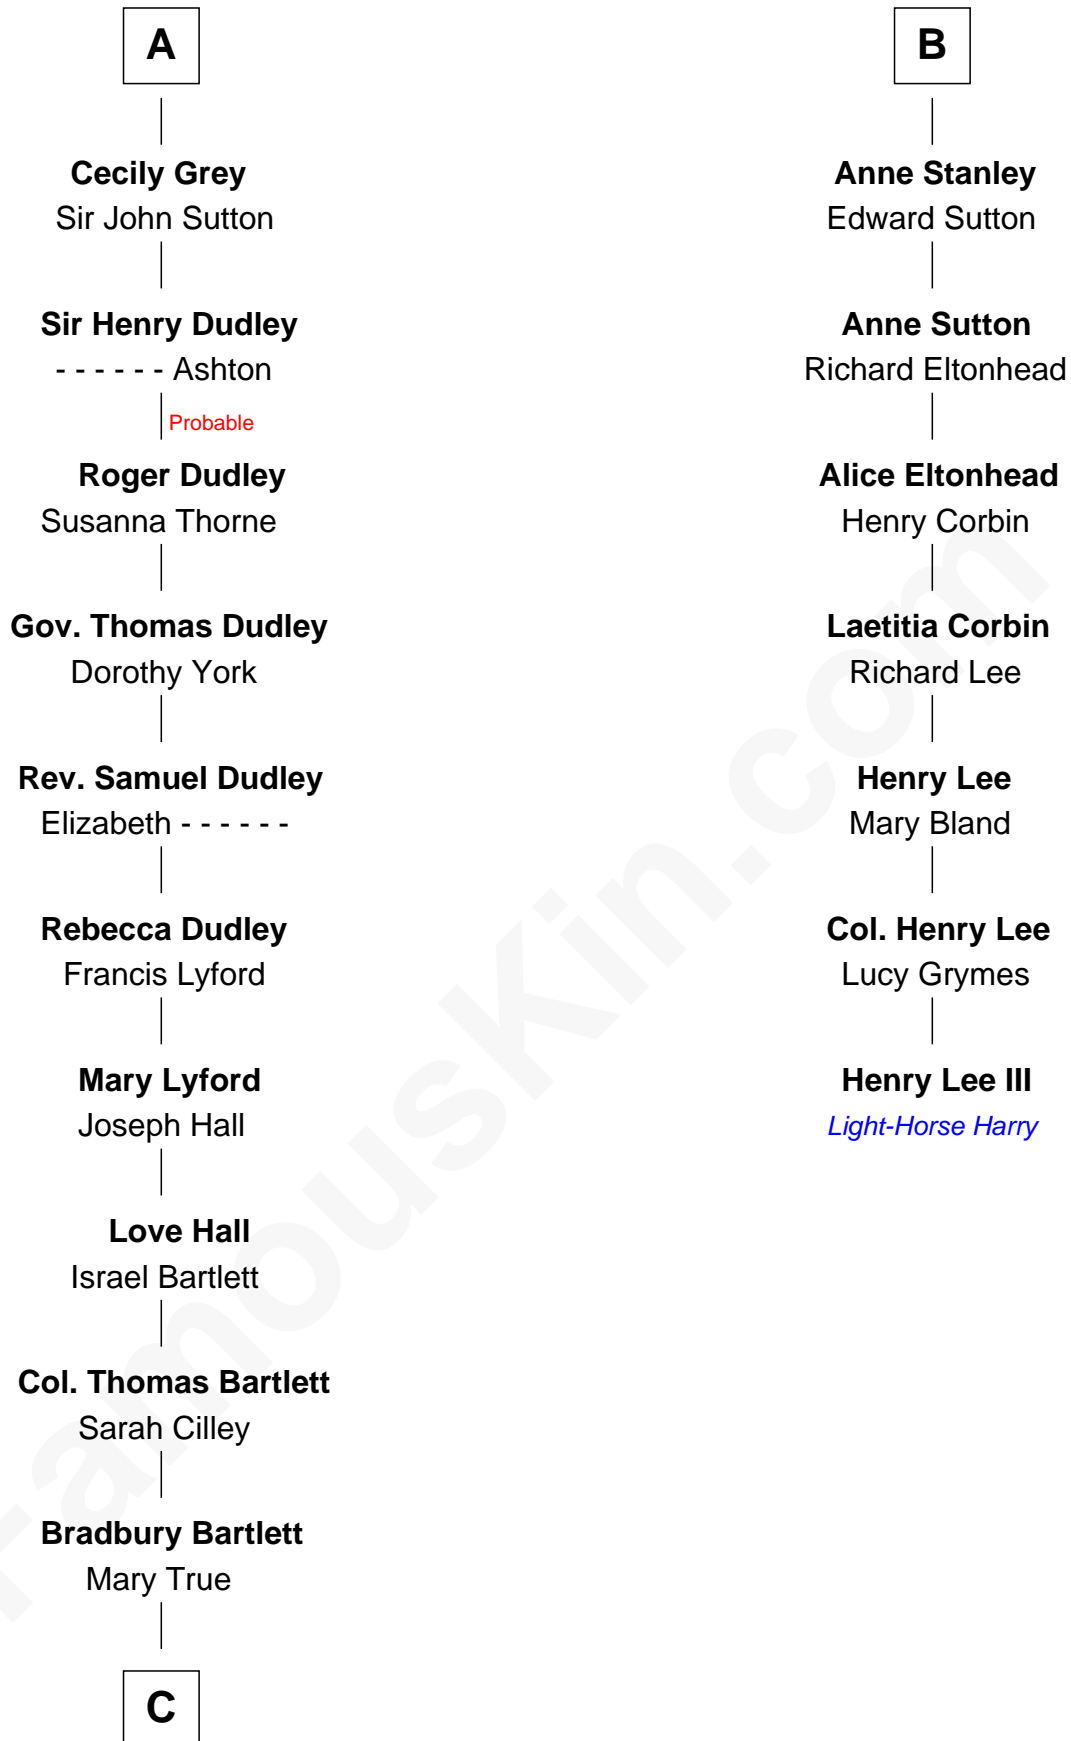 A
Cecily Grey
Sir John Sutton
Sir Henry Dudley
- - - - - - Ashton
Probable
Roger Dudley
Susanna Thorne
Gov. Thomas Dudley
Dorothy York
Rev. Samuel Dudley
Elizabeth - - - - - -
Rebecca Dudley
Francis Lyford
Mary Lyford
Joseph Hall
Love Hall
Israel Bartlett
Col. Thomas Bartlett
Sarah Cilley
Bradbury Bartlett
Mary True
C
B
Anne Stanley
Edward Sutton
Anne Sutton
Richard Eltonhead
Alice Eltonhead
Henry Corbin
Laetitia Corbin
Richard Lee
Henry Lee
Mary Bland
Col. Henry Lee
Lucy Grymes
Henry Lee III
Light-Horse Harry
FamousKin.com